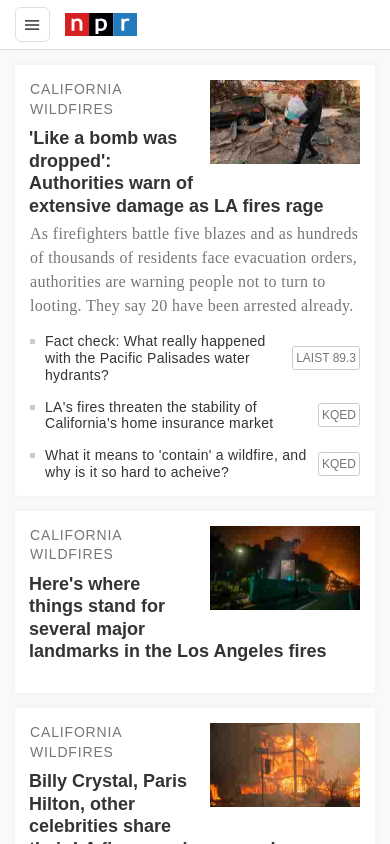 npr
CALIFORNIA
WILDFIRES
'Like a bomb was
dropped':
Authorities warn of
extensive damage as LA fires rage
As firefighters battle five blazes and as hundreds
of thousands of residents face evacuation orders,
authorities are warning people not to turn to
looting. They say 20 have been arrested already.
Fact check: What really happened
with the Pacific Palisades water
hydrants?
LAIST 89.3
LA's fires threaten the stability of
California's home insurance market
KQED
What it means to 'contain' a wildfire, and
why is it so hard to acheive?
KQED
CALIFORNIA
WILDFIRES
Here's where
things stand for
several major
landmarks in the Los Angeles fires
CALIFORNIA
WILDFIRES
Billy Crystal, Paris
Hilton, other
celebrities share